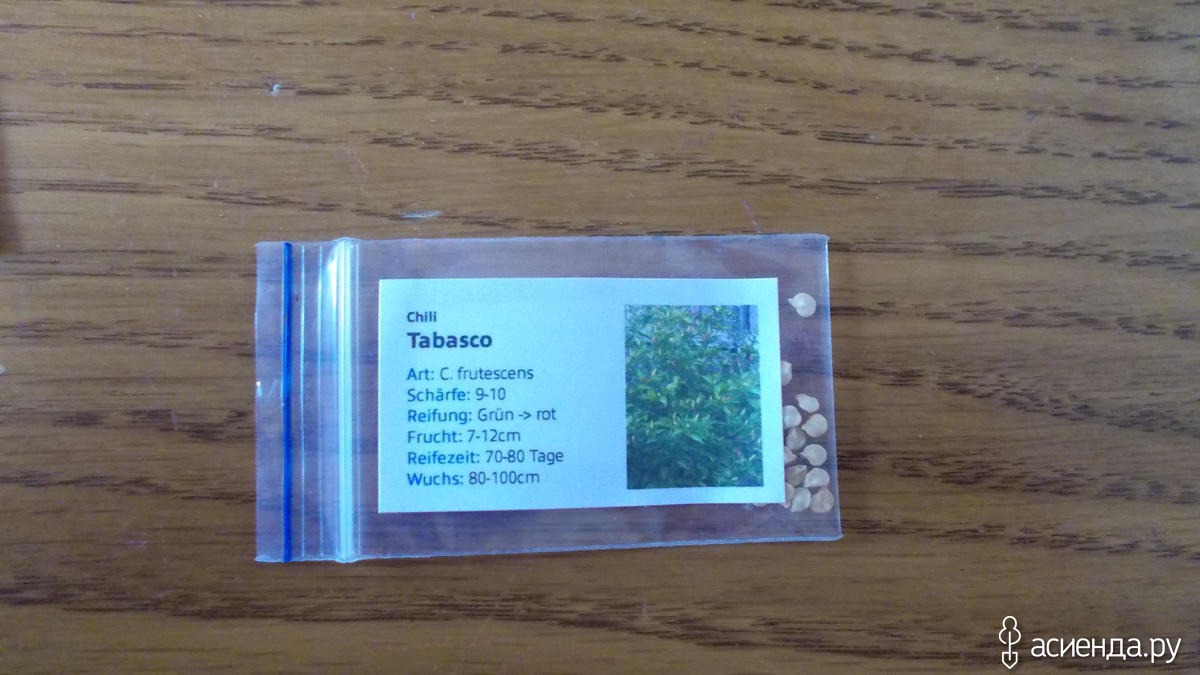 Chili
Tabasco
Art: C. frutescens
Schärfe: 9-10
Reifung: Grün -> rot
Frucht: 7-12cm
Reifezeit: 70-80 Tage
Wuchs: 80-100cm
асиенда.ру